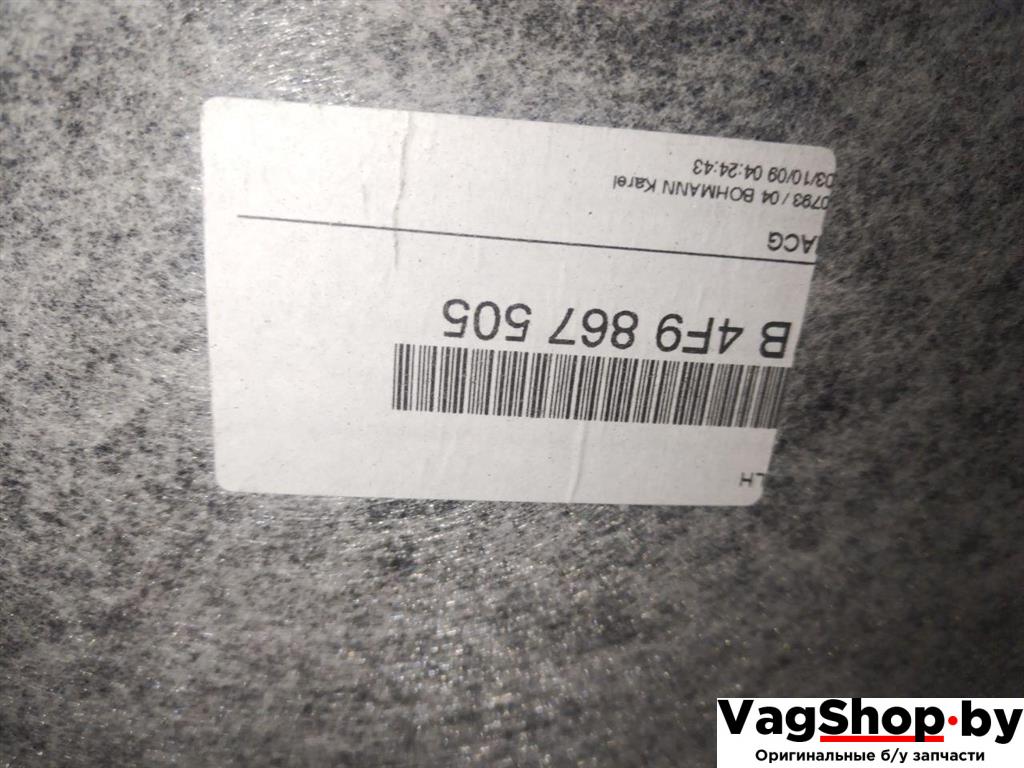 LH
B 4F9 867 505
ACG
0793 / 04 BOHMANN Karel
03/10/09 04:24:43
VagShop.by
Оригинальные б/у запчасти